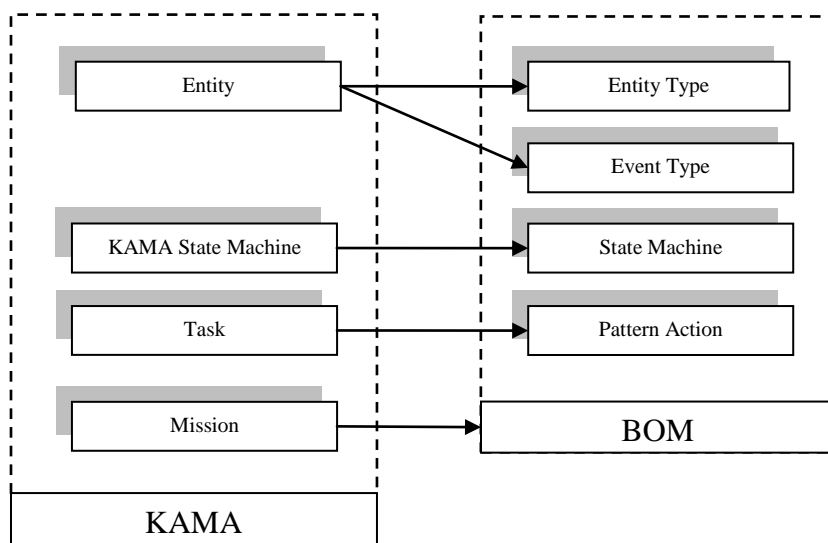 Entity
Entity Type
Event Type
KAMA State Machine
State Machine
Task
Pattern Action
Mission
BOM
KAMA